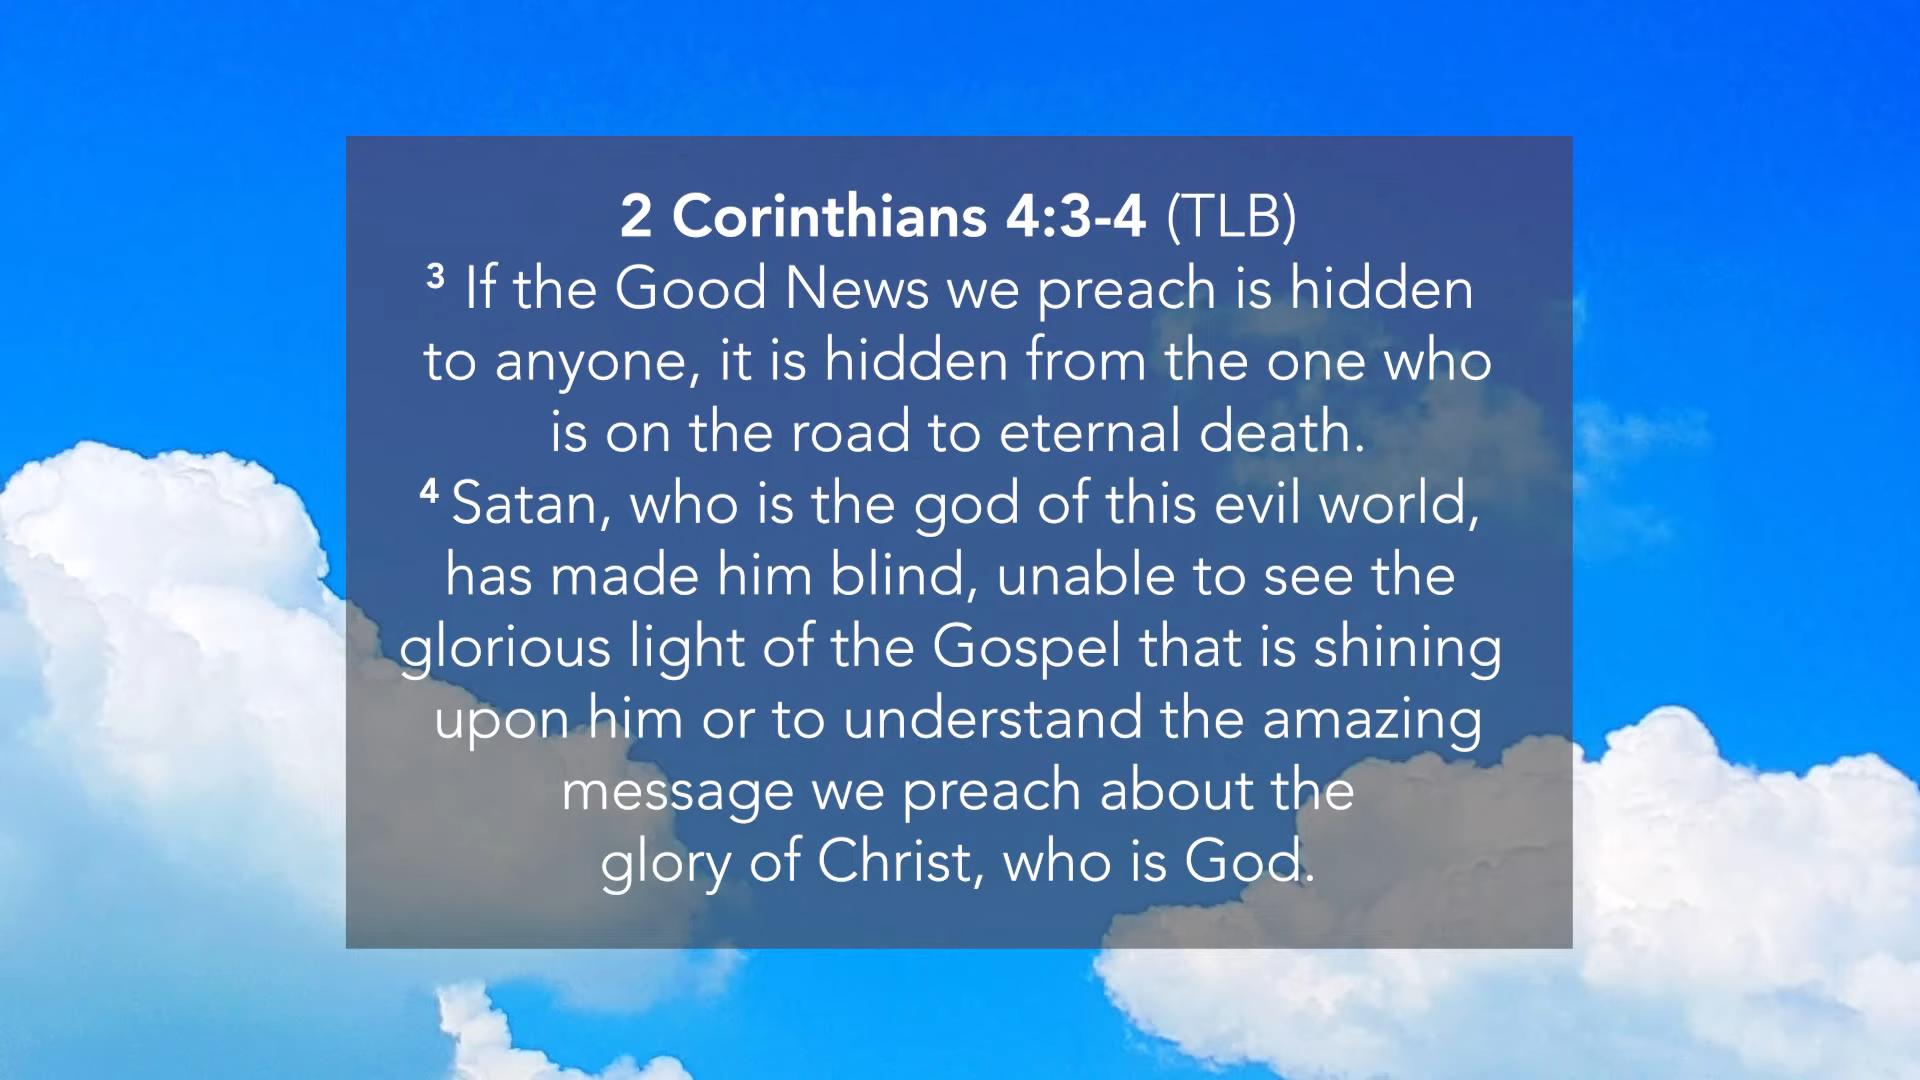 2 Corinthians 4:3-4 (TLB)
3 If the Good News we preach is hidden
to anyone, it is hidden from the one who
is on the road to eternal death.
4 Satan, who is the god of this evil world,
has made him blind, unable to see the
glorious light of the Gospel that is shining
upon him or to understand the amazing
message we preach about the
glory of Christ, who is God.